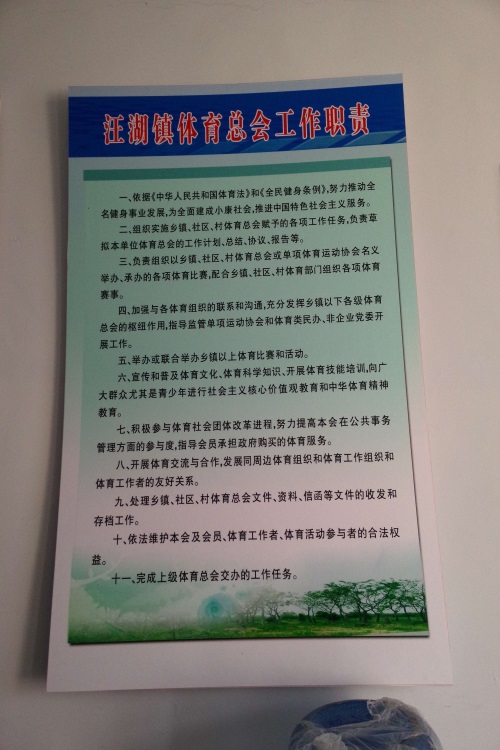 汪湖镇体育总会工作职责
一、依据《中华人民共和国体育法》和《全民健身条例》,努力推动全
名健身事业发展,为全面建成小康社会,推进中国特色社会主义服务。
二、组织实施乡镇、社区、村体育总会赋予的各项工作任务,负责草
拟本单位体育总会的工作计划、总结、协议、报告等。
三、负责组织以乡镇、社区、村体育总会或单项体育运动协会名义
举办、承办的各项体育比赛,配合乡镇、社区、村体育部门组织各项体育
赛事。
四、加强与各体育组织的联系和沟通,充分发挥乡镇以下各级体育
总会的枢纽作用,指导监管单项运动协会和体育类民办、非企业党委开
展工作。
五、举办或联合举办乡镇以上体育比赛和活动。
六、宣传和普及体育文化、体育科学知识、开展体育技能培训,向广
大群众尤其是青少年进行社会主义核心价值观教育和中华体育精神
教育。
七、积极参与体育社会团体改革进程,努力提高本会在公共事务
管理方面的参与度,指导会员承担政府购买的体育服务。
八、开展体育交流与合作,发展同周边体育组织和体育工作组织和
体育工作者的友好关系。
九、处理乡镇、社区、村体育总会文件、资料、信函等文件的收发和
存档工作。
十、依法维护本会及会员、体育工作者、体育活动参与者的合法权
益。
十一、完成上级体育总会交办的工作任务。